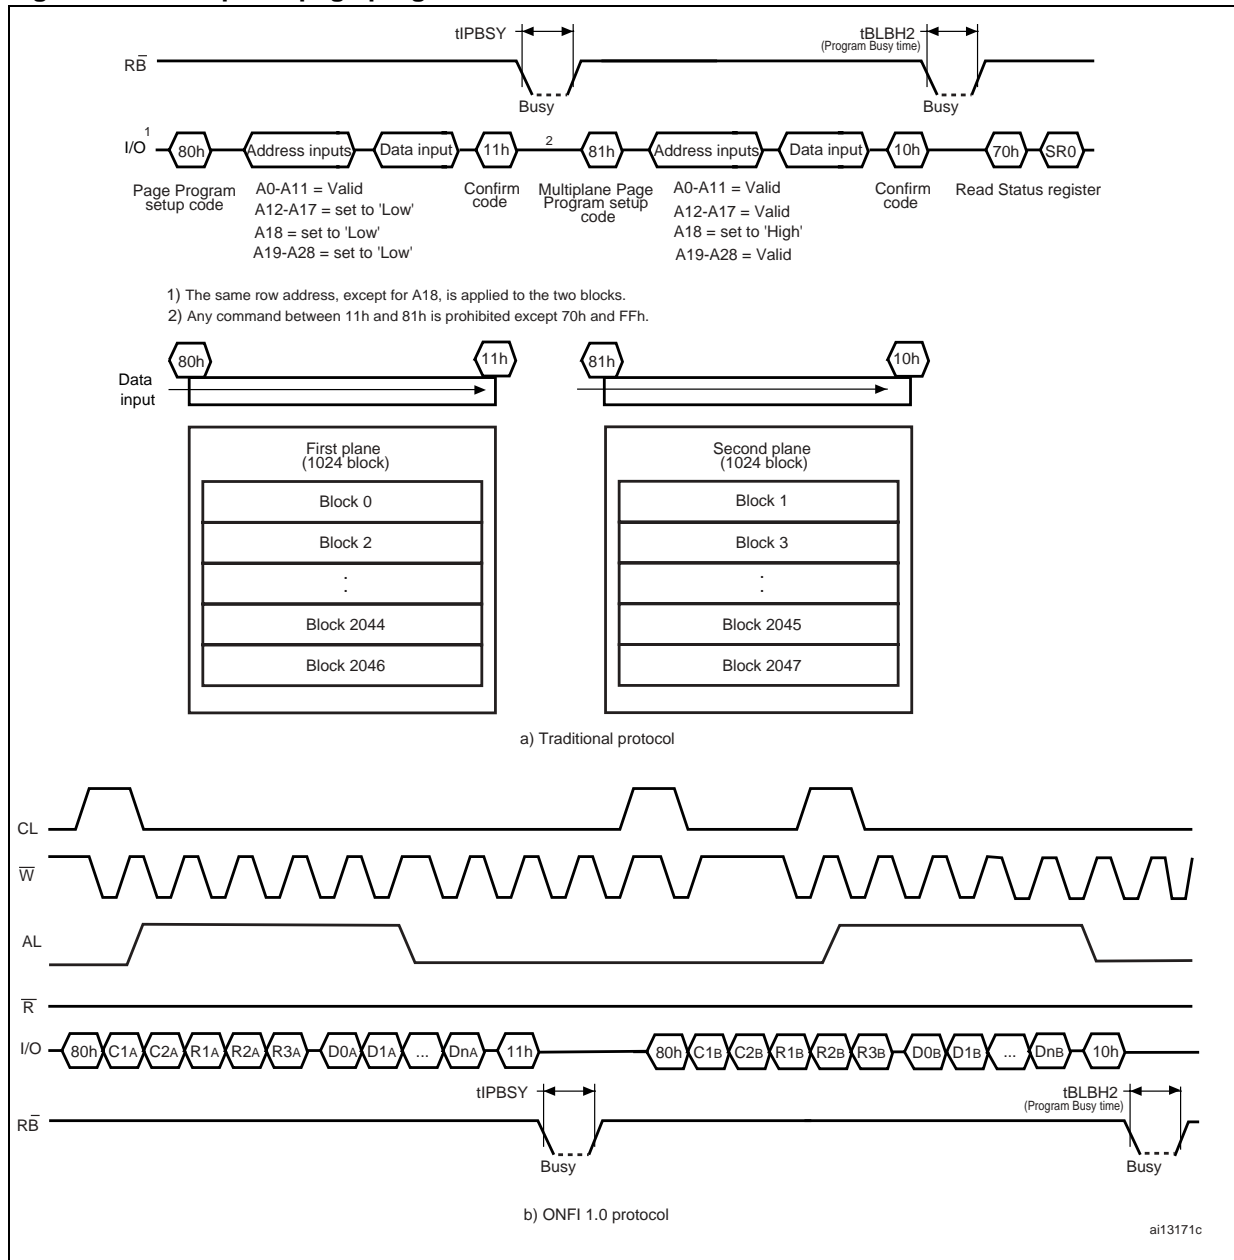 tIPBSY
tBLBH2
(Program Busy time)
RB̅
Busy
Busy
I/O 1 80h Address inputs Data input 11h 2 81h Address inputs Data input 10h 70h SR0
Page Program setup code
A0-A11 = Valid
A12-A17 = set to 'Low'
A18 = set to 'Low'
A19-A28 = set to 'Low'
Confirm code
Multiplane Page Program setup code
A0-A11 = Valid
A12-A17 = Valid
A18 = set to 'High'
A19-A28 = Valid
Confirm code
Read Status register
1) The same row address, except for A18, is applied to the two blocks.
2) Any command between 11h and 81h is prohibited except 70h and FFh.
80h 11h 81h 10h
Data input
First plane
(1024 block)
Block 0
Block 2
:
Block 2044
Block 2046
Second plane
(1024 block)
Block 1
Block 3
:
Block 2045
Block 2047
a) Traditional protocol
CL
W̅
AL
R̅
I/O 80h C1A C2A R1A R2A R3A D0A D1A ... DnA 11h 80h C1B C2B R1B R2B R3B D0B D1B ... DnB 10h
tIPBSY
tBLBH2
(Program Busy time)
RB̅
Busy
Busy
b) ONFI 1.0 protocol
ai13171c